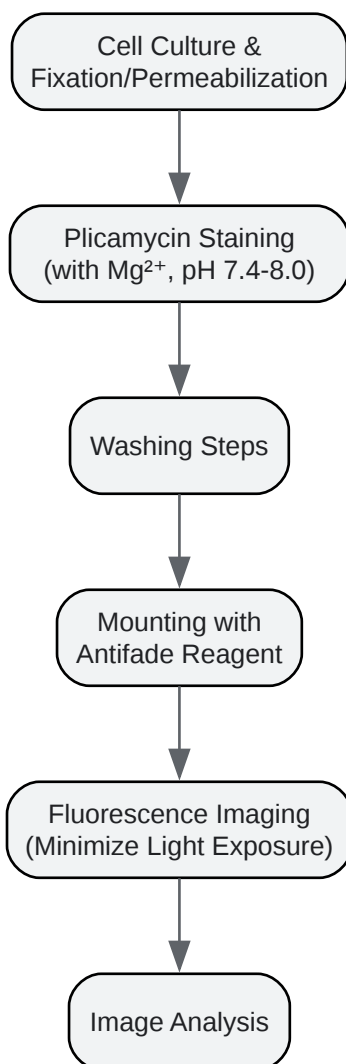 Cell Culture &
Fixation/Permeabilization
Plicamycin Staining
(with Mg²⁺, pH 7.4-8.0)
Washing Steps
Mounting with
Antifade Reagent
Fluorescence Imaging
(Minimize Light Exposure)
Image Analysis